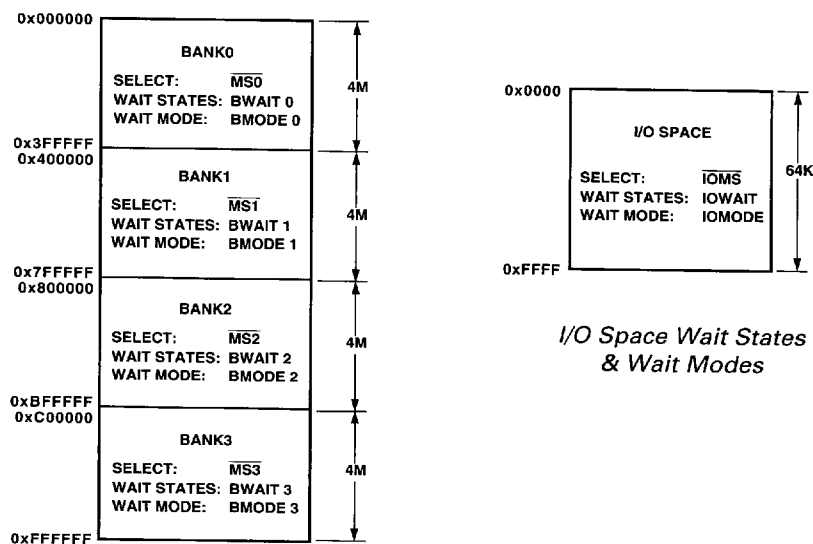 0x000000
BANK0
SELECT: MS0
WAIT STATES: BWAIT 0
WAIT MODE: BMODE 0
4M
0x3FFFFF
0x400000
BANK1
SELECT: MS1
WAIT STATES: BWAIT 1
WAIT MODE: BMODE 1
4M
0x7FFFFF
0x800000
BANK2
SELECT: MS2
WAIT STATES: BWAIT 2
WAIT MODE: BMODE 2
4M
0xBFFFFF
0xC00000
BANK3
SELECT: MS3
WAIT STATES: BWAIT 3
WAIT MODE: BMODE 3
4M
0xFFFFFF
0x0000
I/O SPACE
SELECT: IOMS
WAIT STATES: IOWAIT
WAIT MODE: IOMODE
64K
0xFFFF
I/O Space Wait States
& Wait Modes